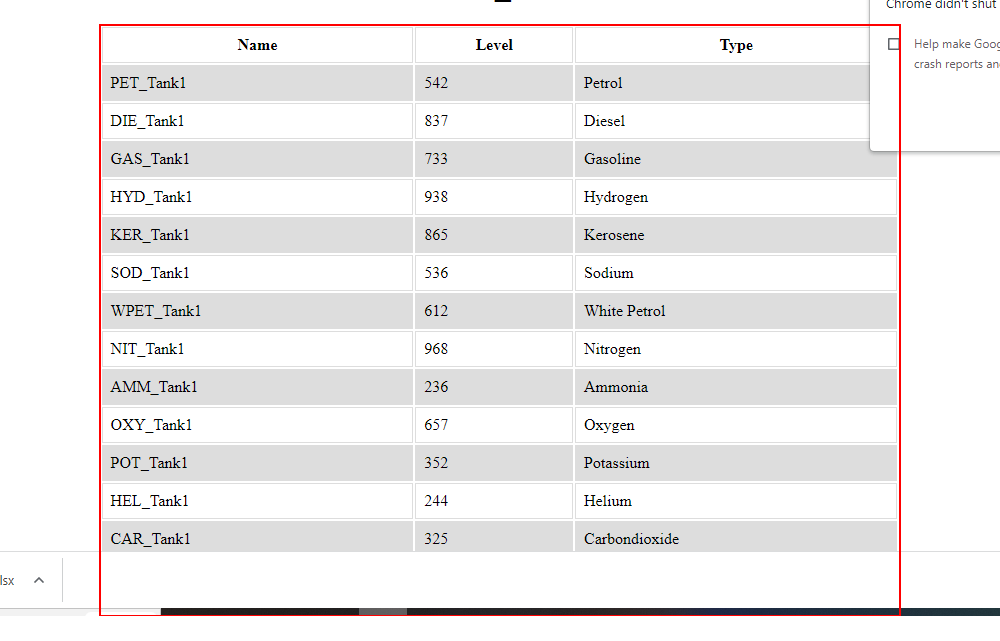 Chrome didn't shut
Help make Goog
crash reports an
Name Level Type
PET_Tank1 542 Petrol
DIE_Tank1 837 Diesel
GAS_Tank1 733 Gasoline
HYD_Tank1 938 Hydrogen
KER_Tank1 865 Kerosene
SOD_Tank1 536 Sodium
WPET_Tank1 612 White Petrol
NIT_Tank1 968 Nitrogen
AMM_Tank1 236 Ammonia
OXY_Tank1 657 Oxygen
POT_Tank1 352 Potassium
HEL_Tank1 244 Helium
CAR_Tank1 325 Carbondioxide
lsx